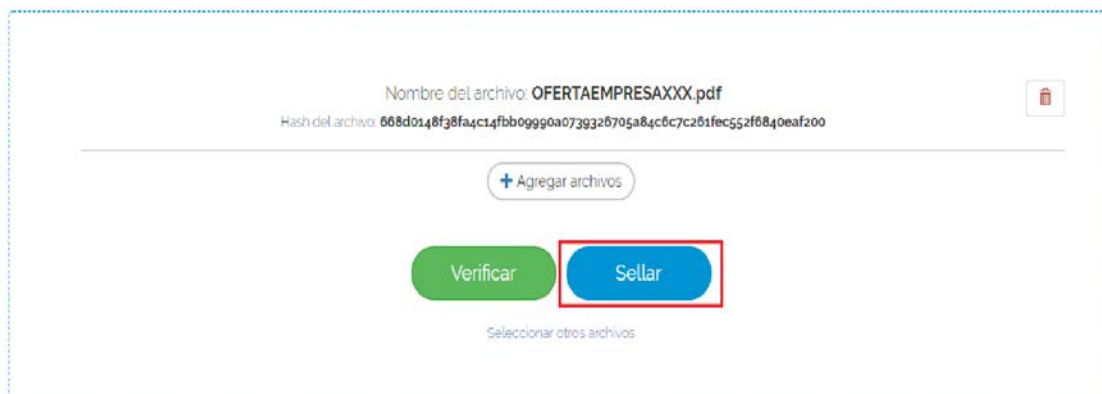 Nombre del archivo: OFERTAEMPRESAXXX.pdf
Hash del archivo: 668d0148f38fa4c14fbb09990a0739326705a84c6c7c261fec552f6840eaf200
+ Agregar archivos
Verificar
Sellar
Seleccionar otros archivos